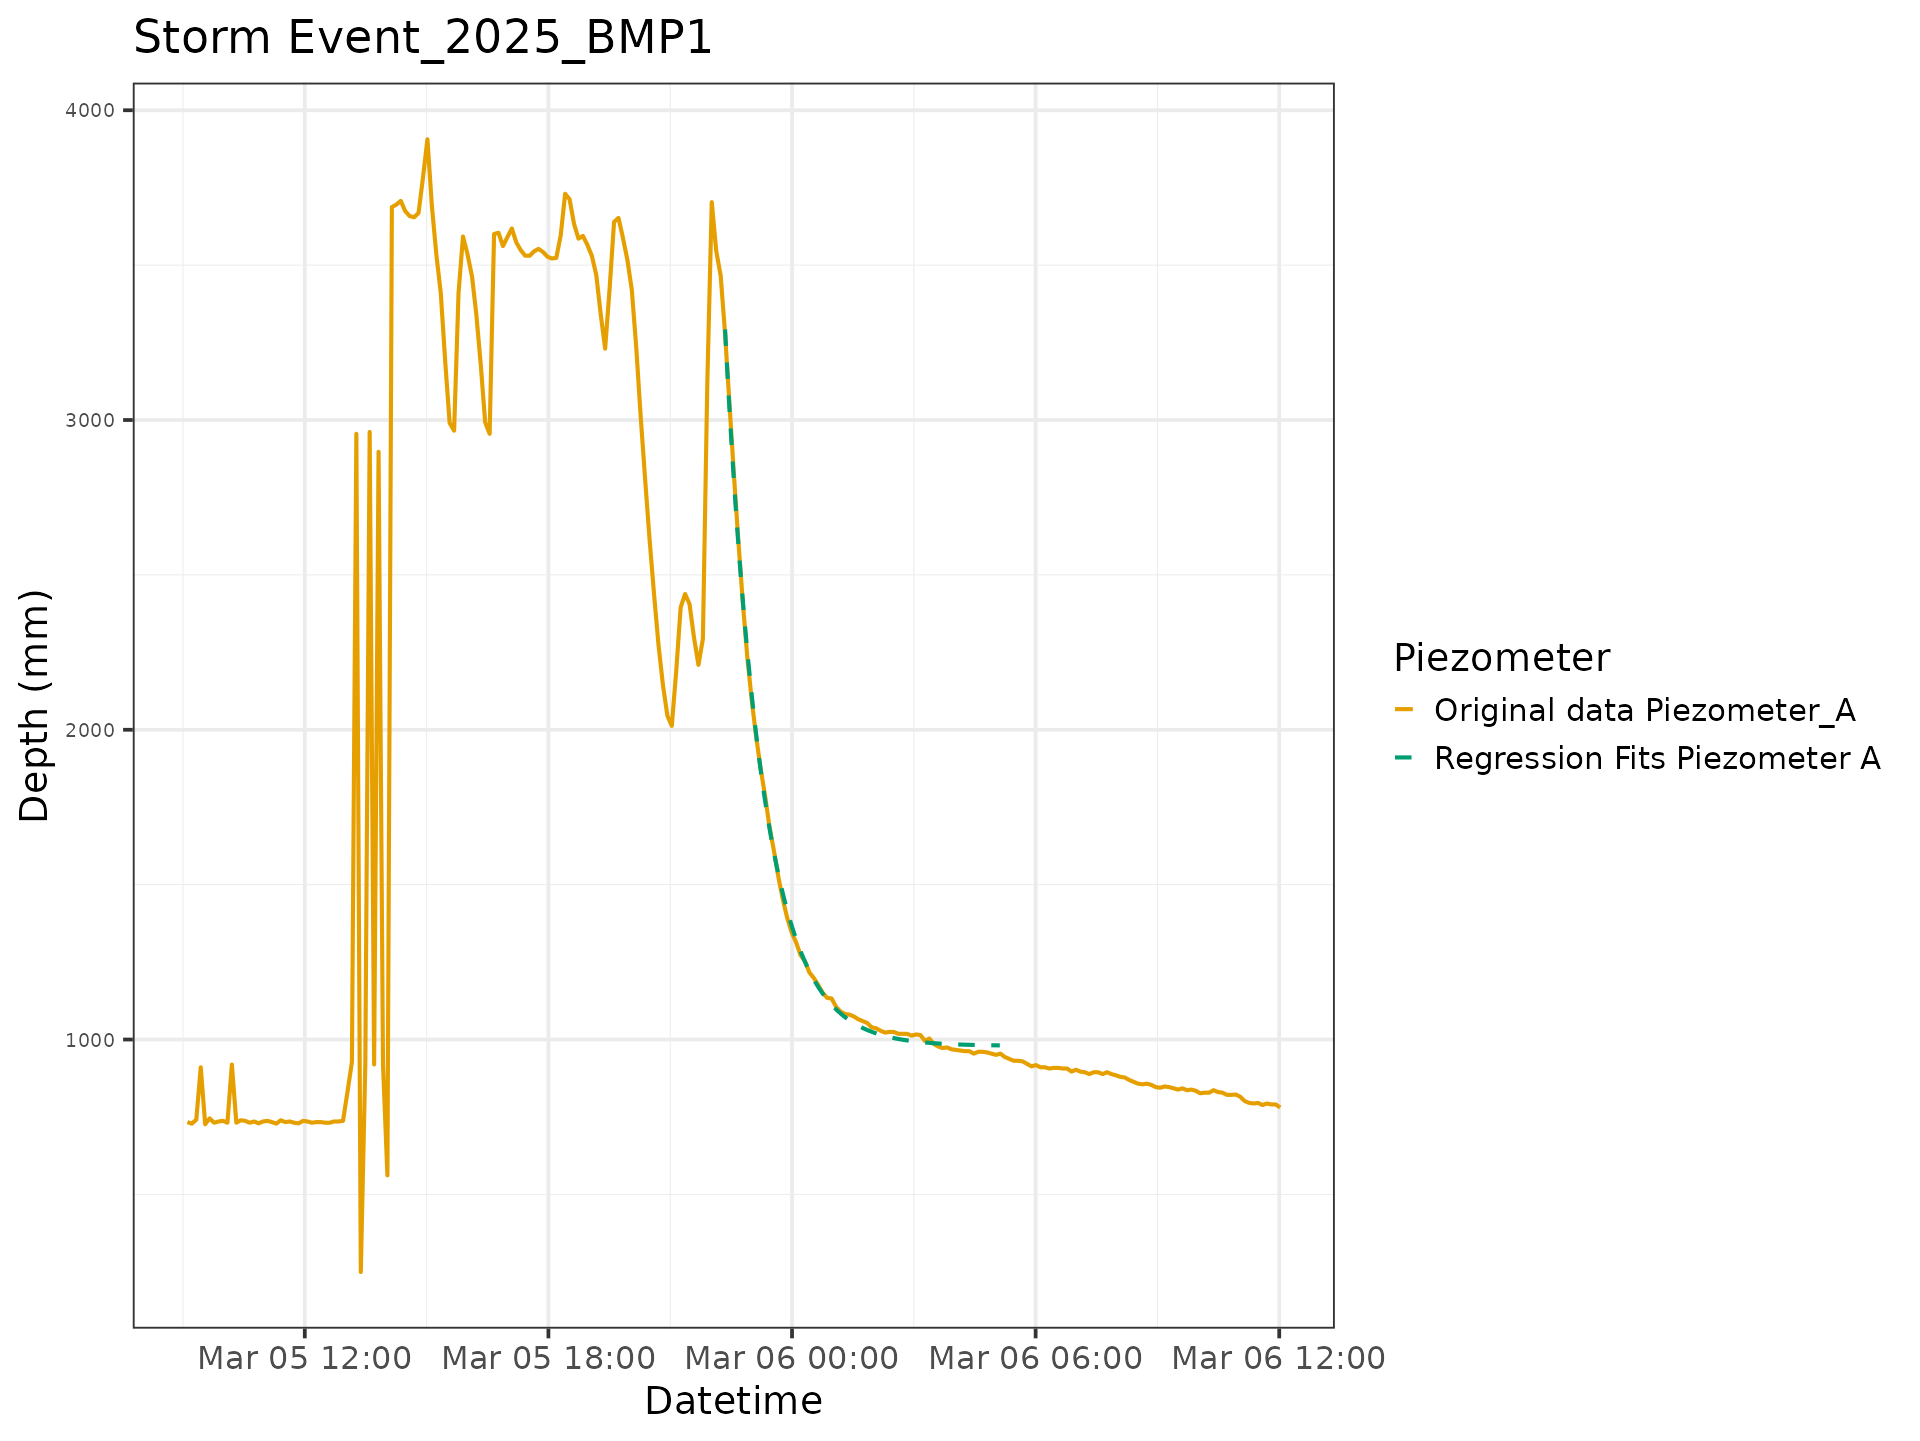 Storm Event_2025_BMP1
4000
3000
2000
1000
Depth (mm)
Mar 05 12:00
Mar 05 18:00
Mar 06 00:00
Mar 06 06:00
Mar 06 12:00
Datetime
Piezometer
Original data Piezometer_A
Regression Fits Piezometer A